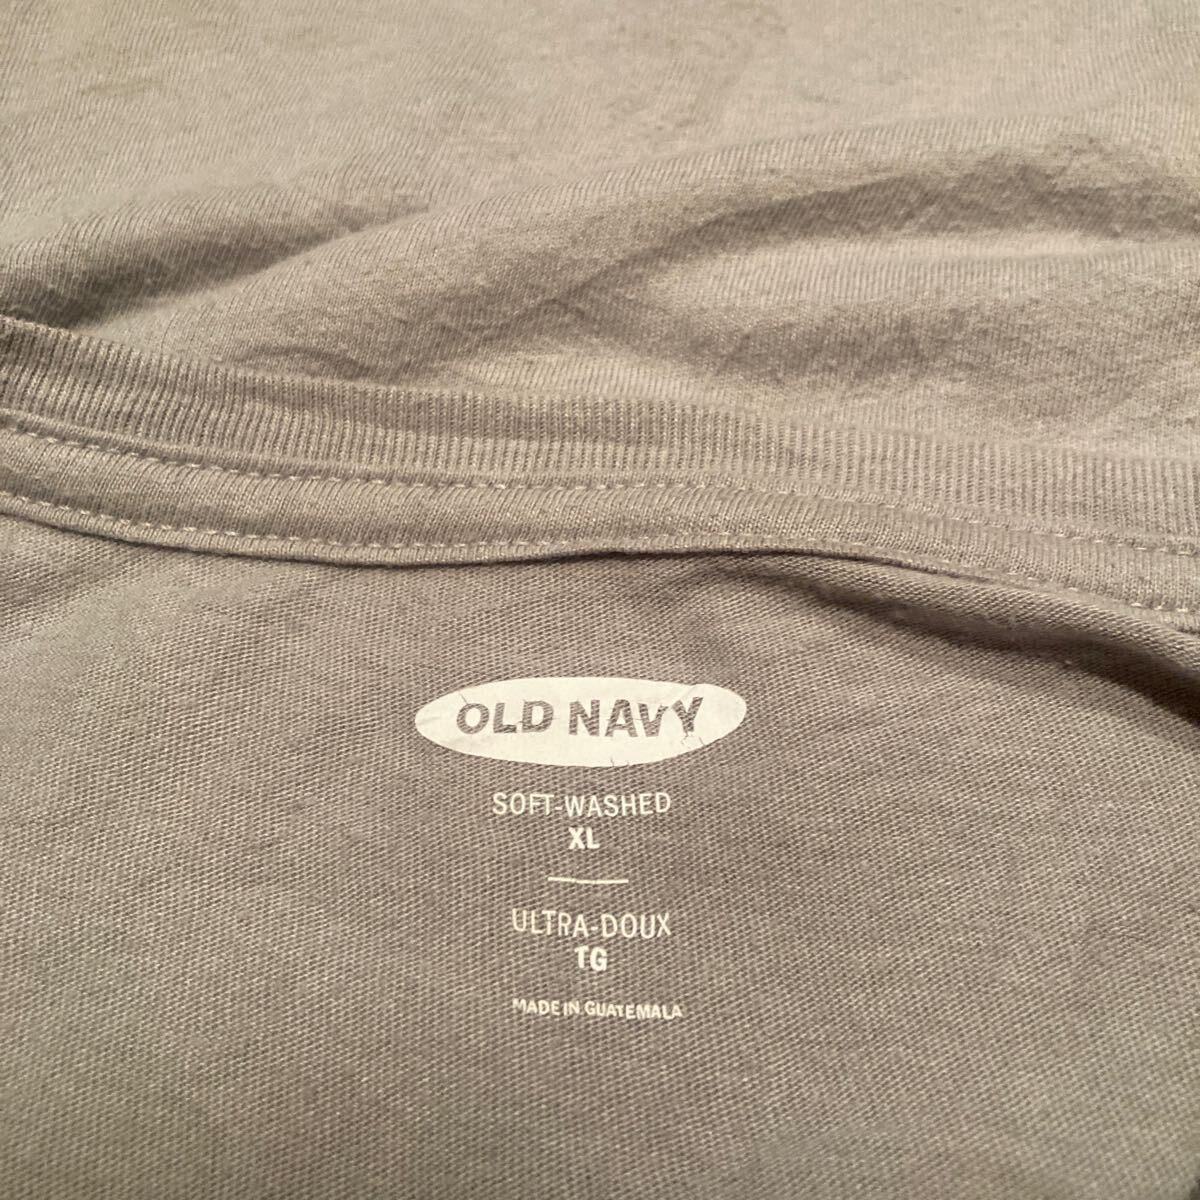 OLD NAVY
SOFT-WASHED
XL
ULTRA-DOUX
TG
MADE IN GUATEMALA